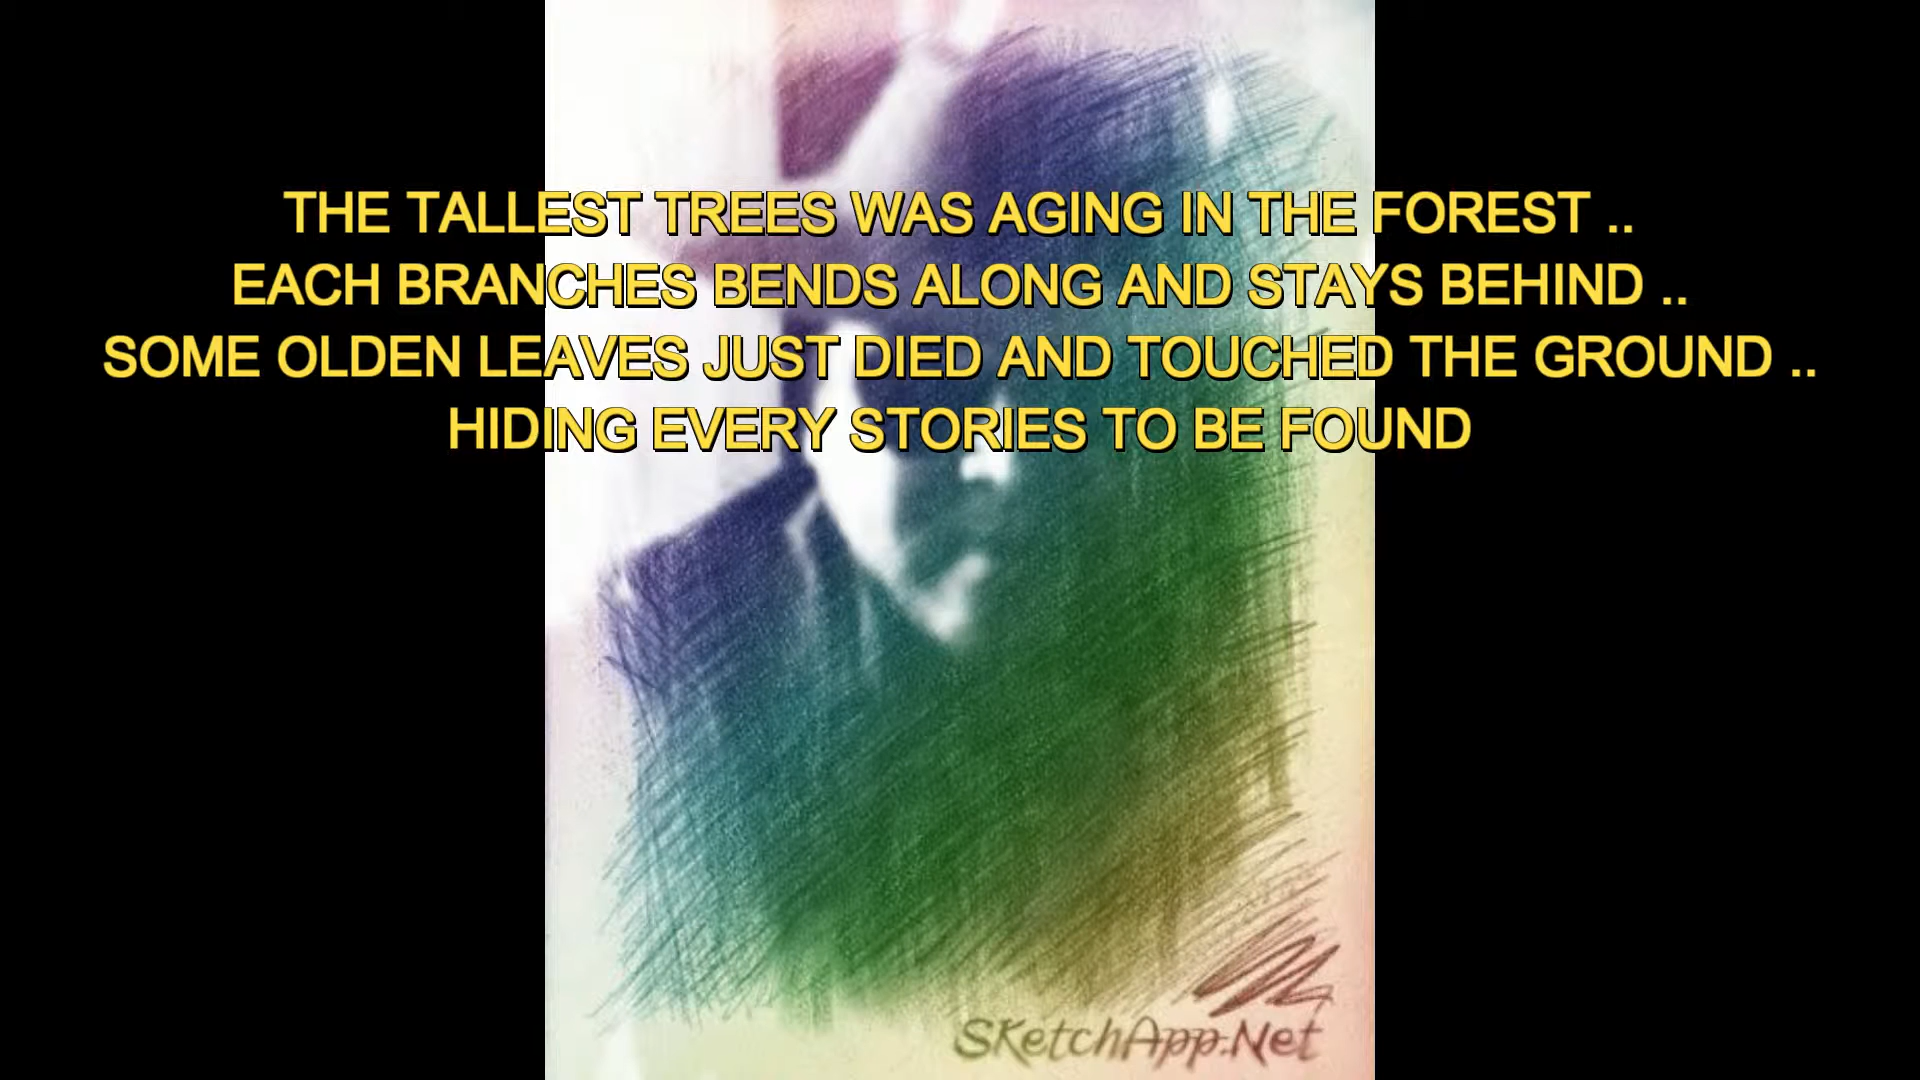 THE TALLEST TREES WAS AGING IN THE FOREST ..
EACH BRANCHES BENDS ALONG AND STAYS BEHIND ..
SOME OLDEN LEAVES JUST DIED AND TOUCHED THE GROUND ..
HIDING EVERY STORIES TO BE FOUND
SKetchApp.Net